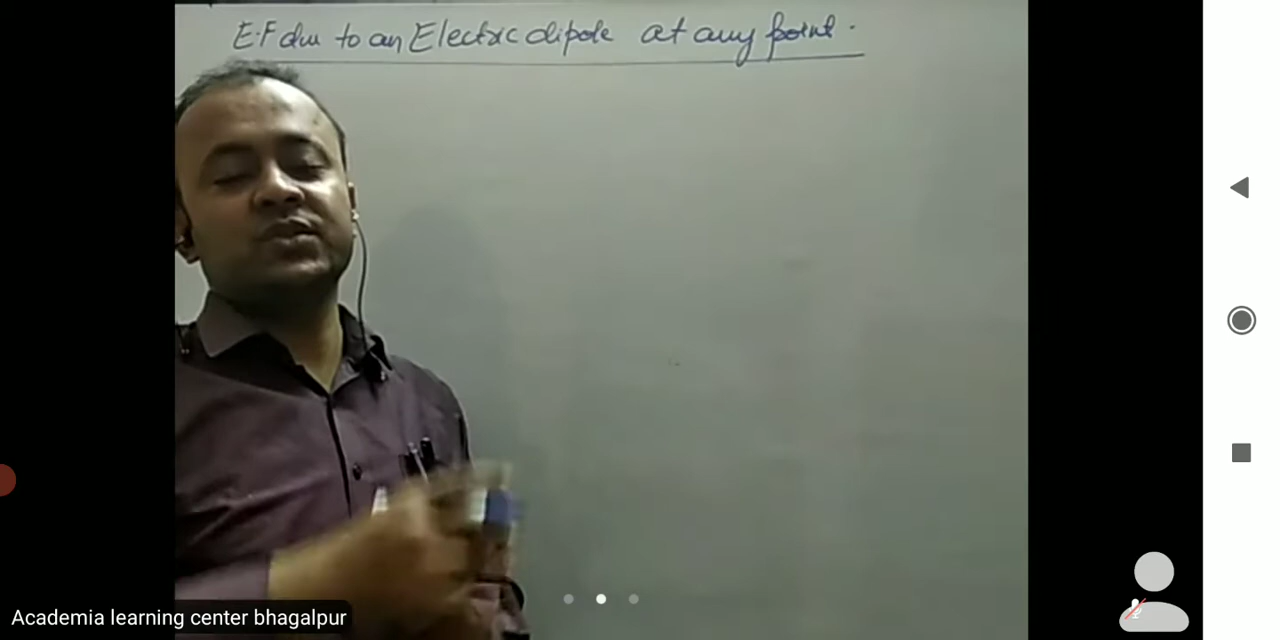 E.F due to an Electric dipole at any point.
Academia learning center bhagalpur